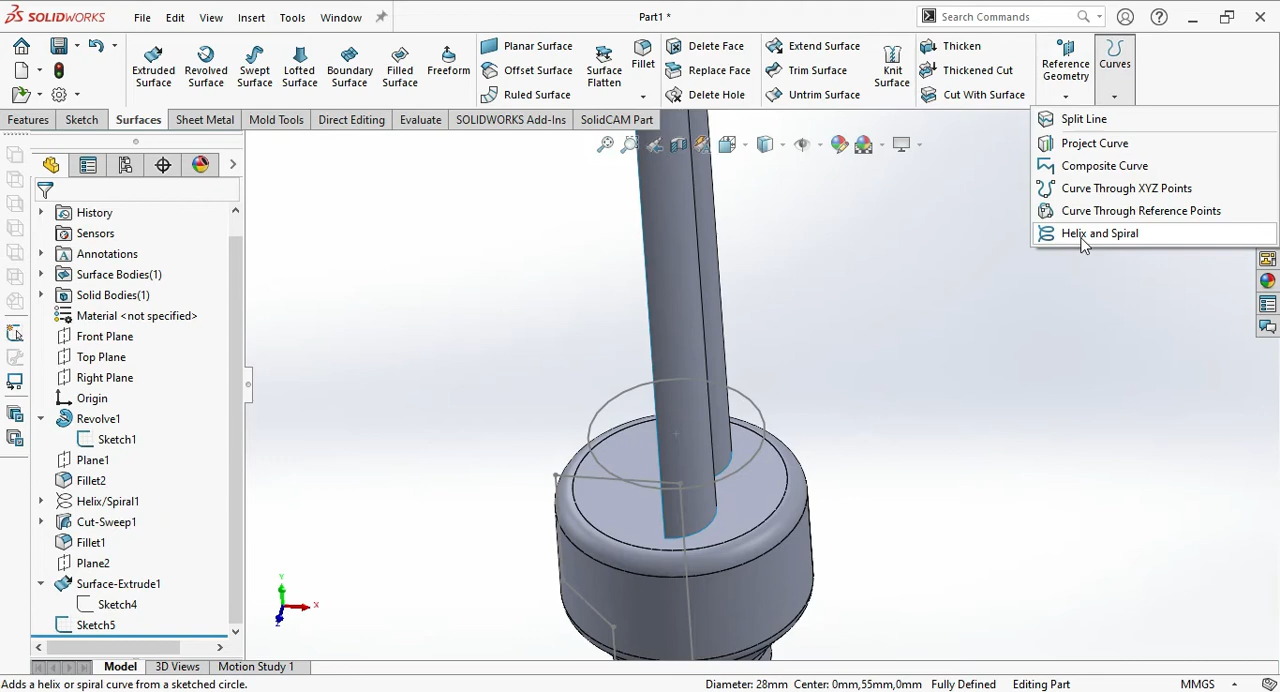 SOLIDWORKS File Edit View Insert Tools Window Part1 * Search Commands
Extruded Surface
Revolved Surface
Swept Surface
Lofted Surface
Boundary Surface
Filled Surface
Freeform
Planar Surface
Offset Surface
Ruled Surface
Surface Flatten
Fillet
Delete Face
Replace Face
Delete Hole
Extend Surface
Trim Surface
Untrim Surface
Knit Surface
Thicken
Thickened Cut
Cut With Surface
Reference Geometry
Curves
Features Sketch Surfaces Sheet Metal Mold Tools Direct Editing Evaluate SOLIDWORKS Add-Ins SolidCAM Part
Split Line
Project Curve
Composite Curve
Curve Through XYZ Points
Curve Through Reference Points
Helix and Spiral
History
Sensors
Annotations
Surface Bodies(1)
Solid Bodies(1)
Material <not specified>
Front Plane
Top Plane
Right Plane
Origin
Revolve1
Sketch1
Plane1
Fillet2
Helix/Spiral1
Cut-Sweep1
Fillet1
Plane2
Surface-Extrude1
Sketch4
Sketch5
Y
X
Z
Model 3D Views Motion Study 1
Adds a helix or spiral curve from a sketched circle. Diameter: 28mm Center: 0mm,55mm,0mm Fully Defined Editing Part MMGS